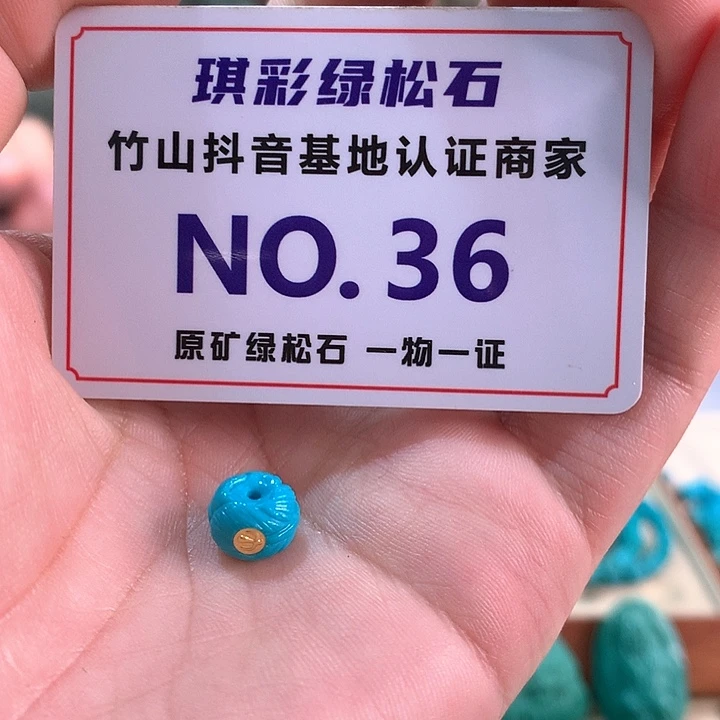 琪彩绿松石
竹山抖音基地认证商家
NO. 36
原矿绿松石 一物一证